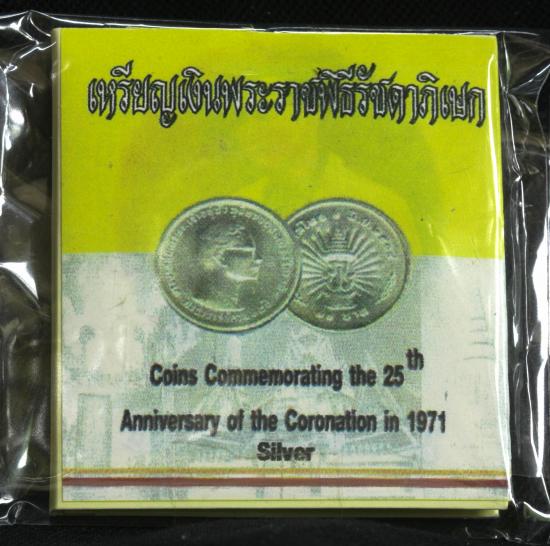 เหรียญเงินพระราชพิธีรัชดาภิเษก
Coins Commemorating the 25th
Anniversary of the Coronation in 1971
Silver